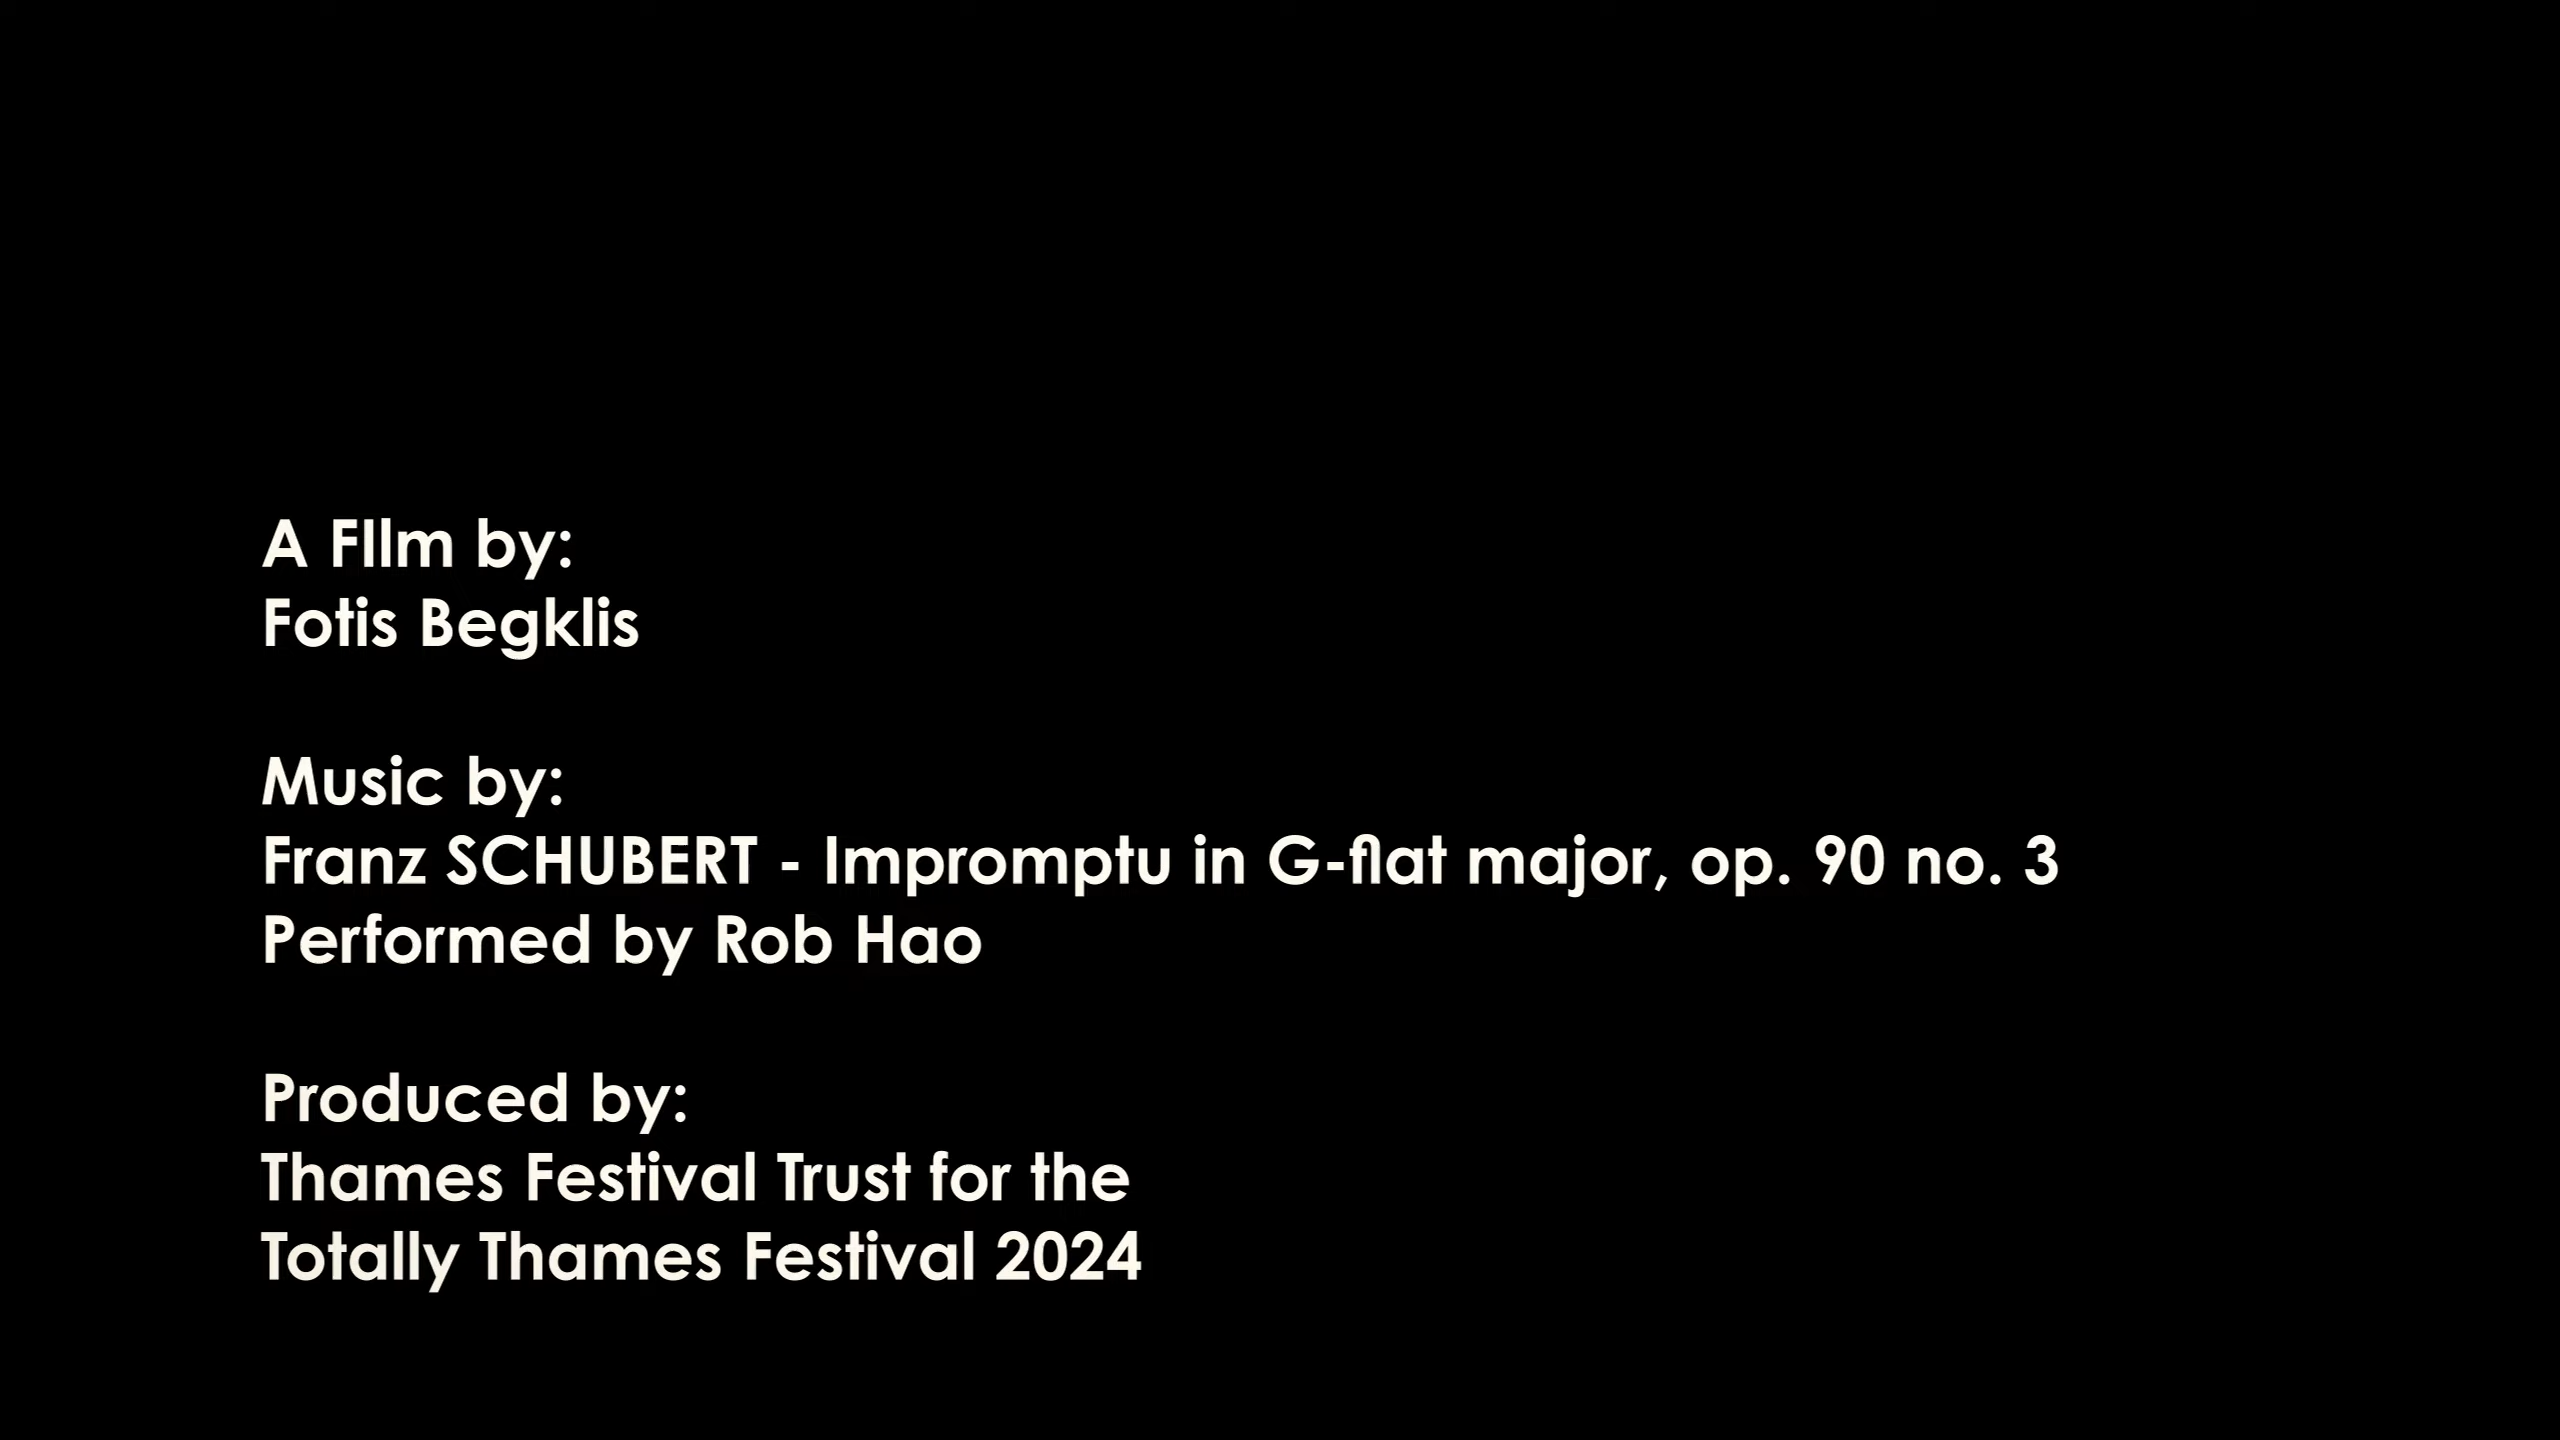 A FIlm by:
Fotis Begklis
Music by:
Franz SCHUBERT - Impromptu in G-flat major, op. 90 no. 3
Performed by Rob Hao
Produced by:
Thames Festival Trust for the
Totally Thames Festival 2024